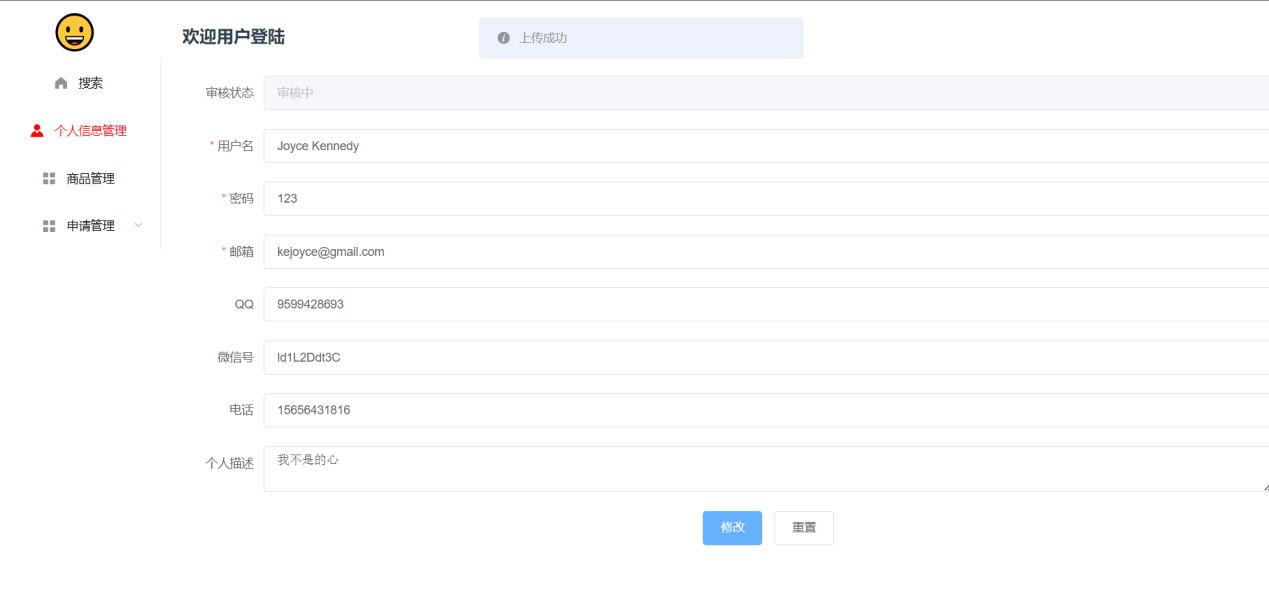 欢迎用户登陆
上传成功
搜索
个人信息管理
商品管理
申请管理
审核状态 审核中
* 用户名 Joyce Kennedy
* 密码 123
* 邮箱 kejoyce@gmail.com
QQ 9599428693
微信号 ld1L2Ddt3C
电话 15656431816
个人描述 我不是的心
修改 重置